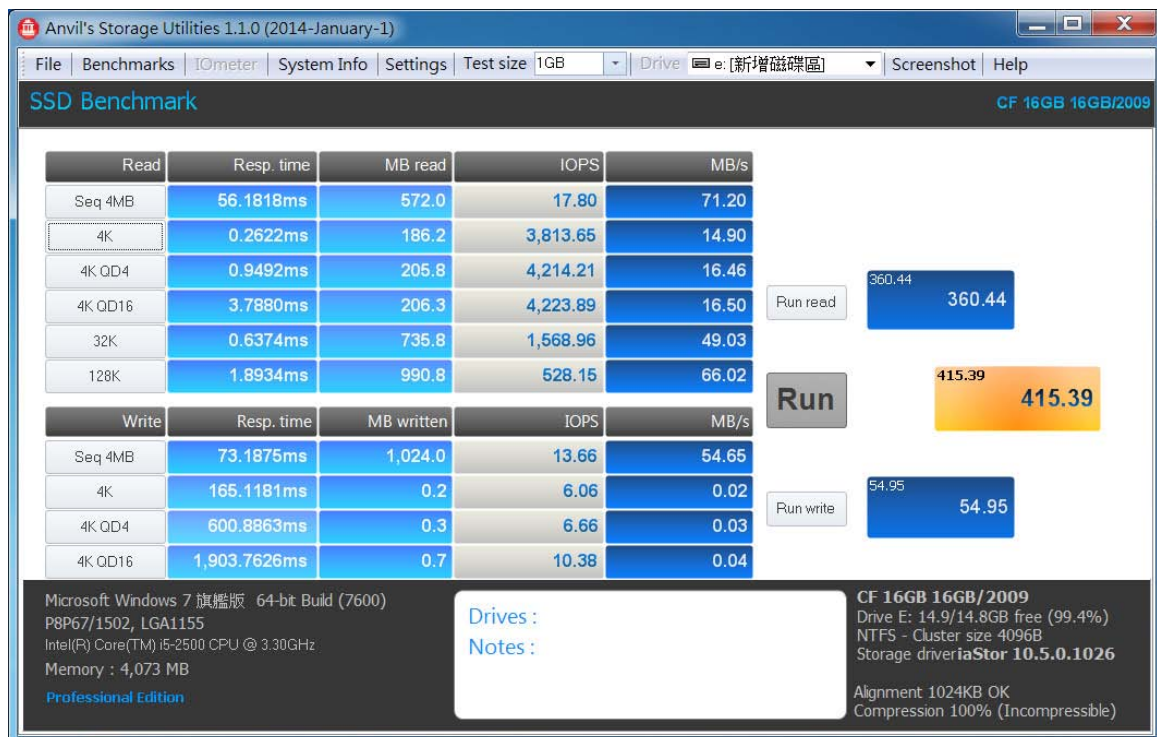 Anvil's Storage Utilities 1.1.0 (2014-January-1)
File Benchmarks IOmeter System Info Settings Test size 1GB Drive e: [新增磁碟區] Screenshot Help
SSD Benchmark CF 16GB 16GB/2009
Read Resp. time MB read IOPS MB/s
Seq 4MB 56.1818ms 572.0 17.80 71.20
4K 0.2622ms 186.2 3,813.65 14.90
4K QD4 0.9492ms 205.8 4,214.21 16.46
4K QD16 3.7880ms 206.3 4,223.89 16.50
32K 0.6374ms 735.8 1,568.96 49.03
128K 1.8934ms 990.8 528.15 66.02
Run read
360.44
360.44
Run
415.39
415.39
Write Resp. time MB written IOPS MB/s
Seq 4MB 73.1875ms 1,024.0 13.66 54.65
4K 165.1181ms 0.2 6.06 0.02
4K QD4 600.8863ms 0.3 6.66 0.03
4K QD16 1,903.7626ms 0.7 10.38 0.04
Run write
54.95
54.95
Microsoft Windows 7 旗艦版 64-bit Build (7600)
P8P67/1502, LGA1155
Intel(R) Core(TM) i5-2500 CPU @ 3.30GHz
Memory : 4,073 MB
Professional Edition
Drives :
Notes :
CF 16GB 16GB/2009
Drive E: 14.9/14.8GB free (99.4%)
NTFS - Cluster size 4096B
Storage driveriaStor 10.5.0.1026
Alignment 1024KB OK
Compression 100% (Incompressible)